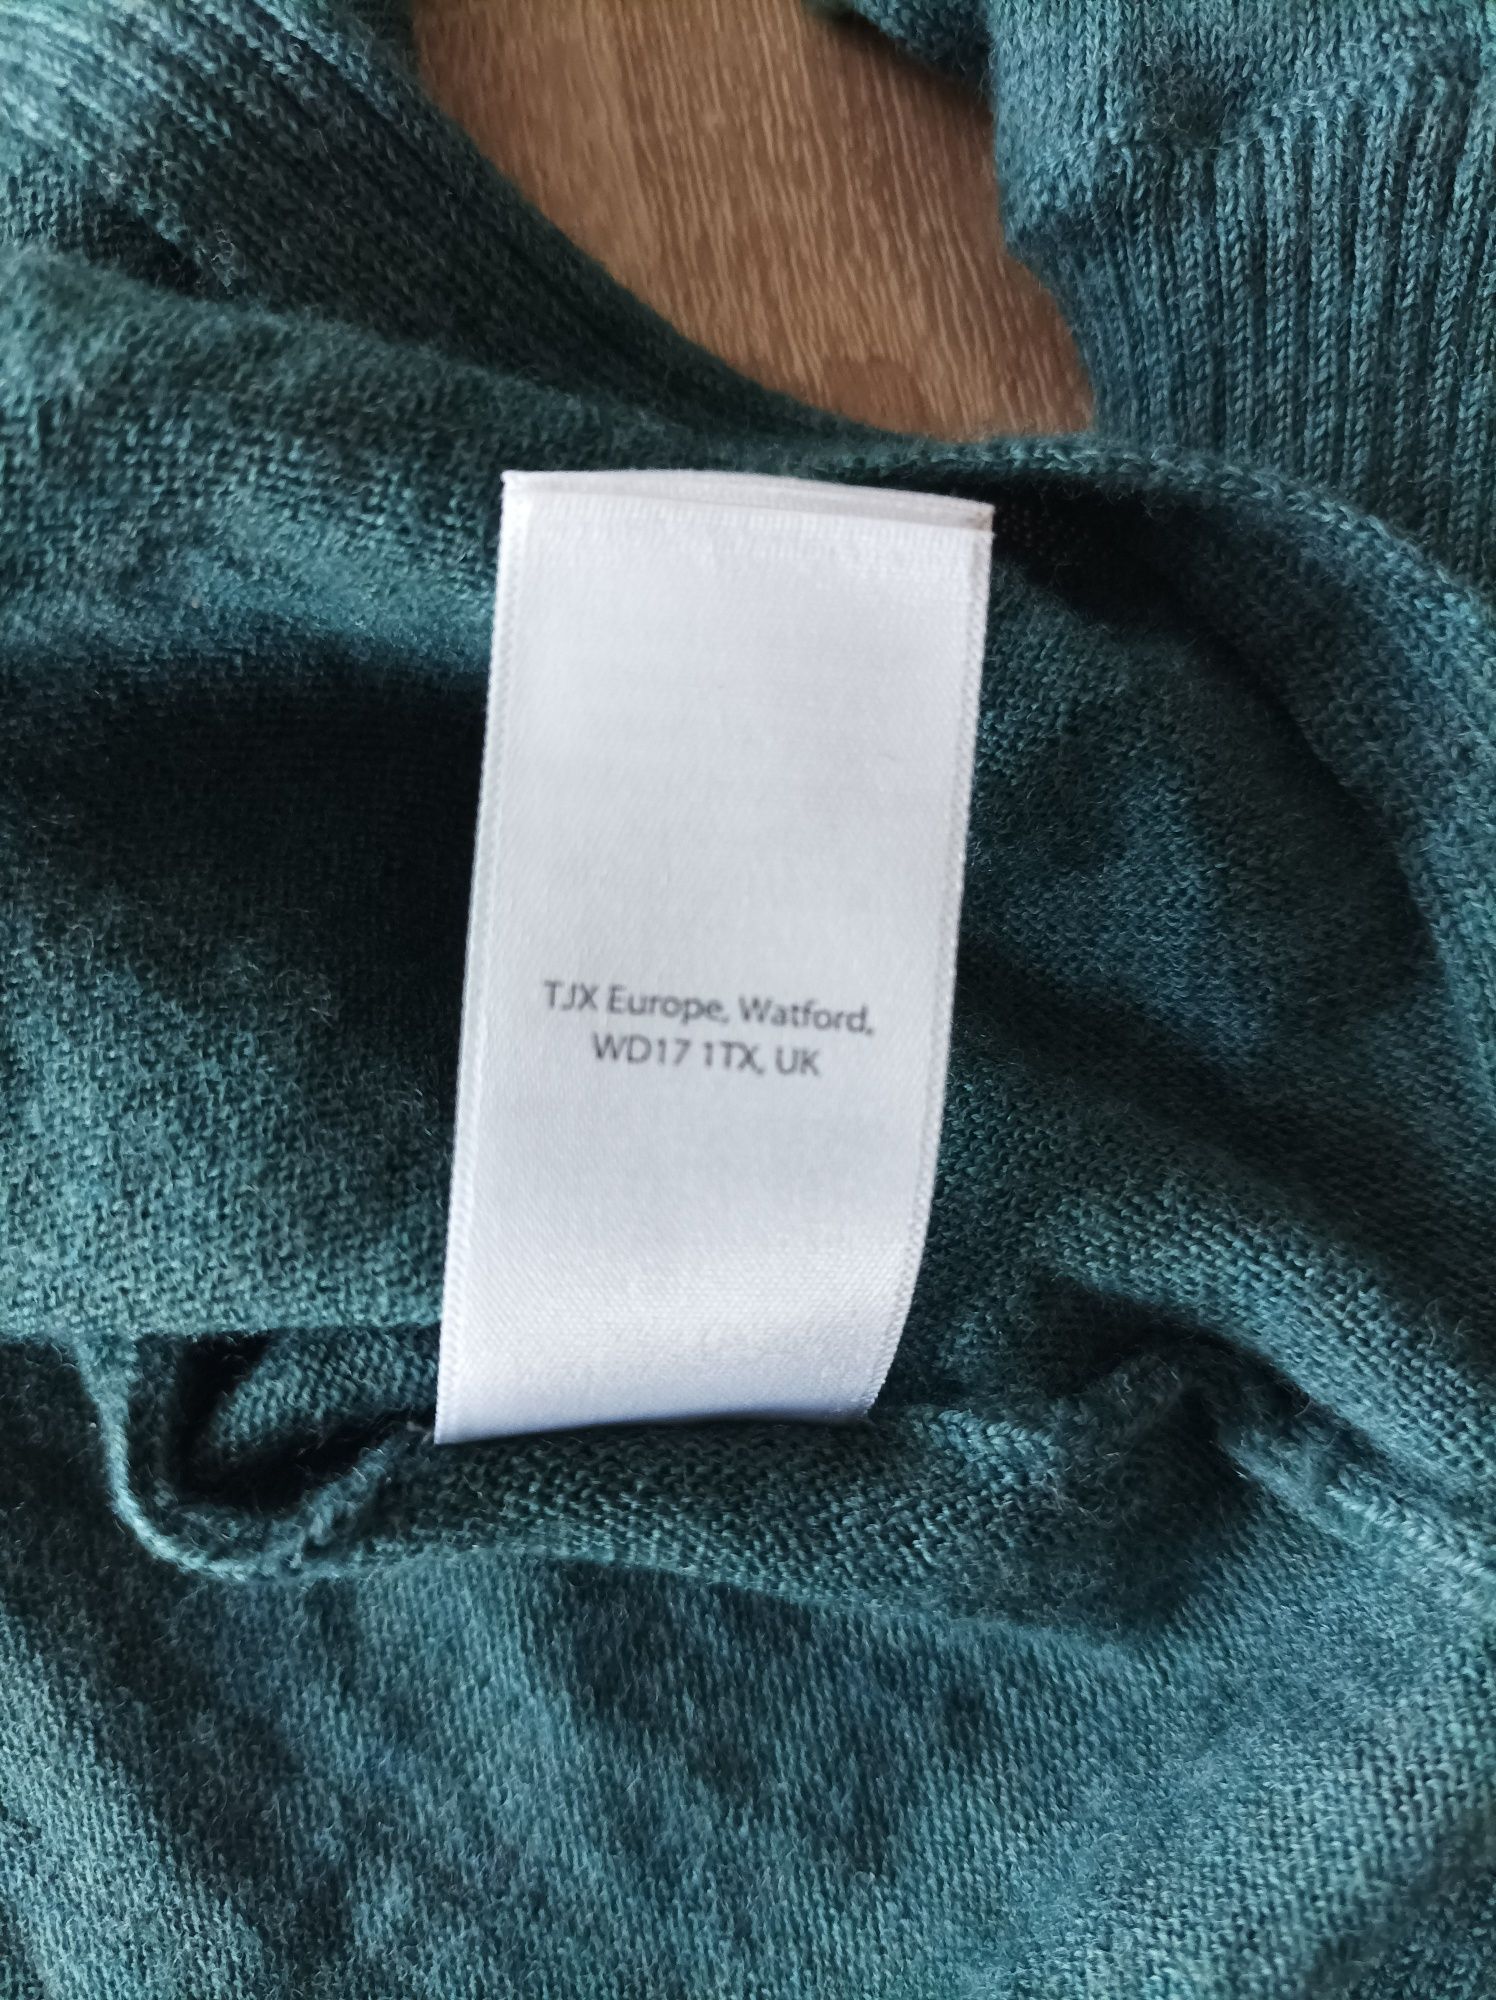 TJX Europe, Watford,
WD17 1TX, UK